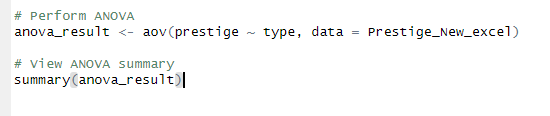 # Perform ANOVA
anova_result <- aov(prestige ~ type, data = Prestige_New_excel)
# View ANOVA summary
summary(anova_result)